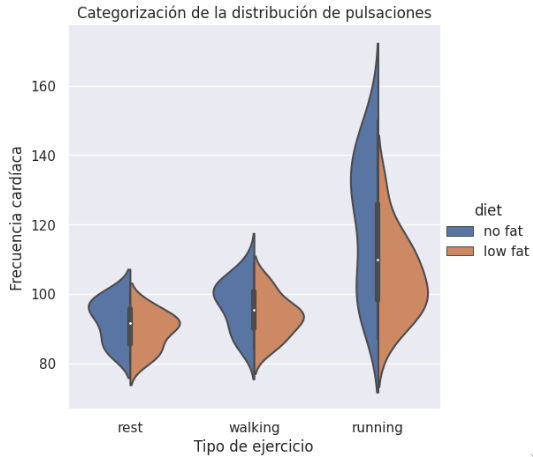 Categorización de la distribución de pulsaciones
Frecuencia cardíaca
160
140
120
100
80
diet
no fat
low fat
rest
walking
running
Tipo de ejercicio